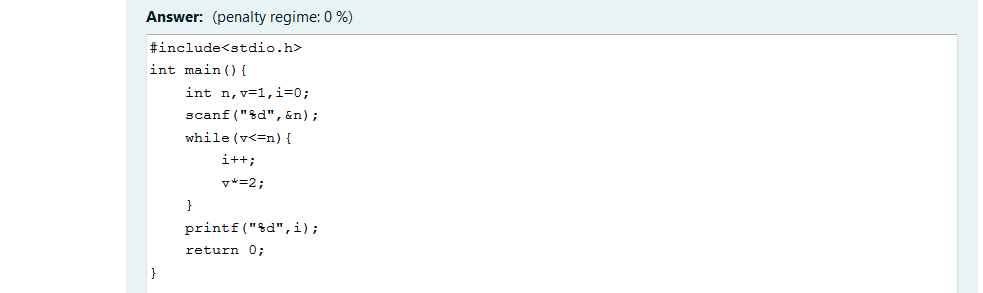 Answer: (penalty regime: 0 %)
#include<stdio.h>
int main(){
    int n,v=1,i=0;
    scanf("%d",&n);
    while(v<=n){
        i++;
        v*=2;
    }
    printf("%d",i);
    return 0;
}